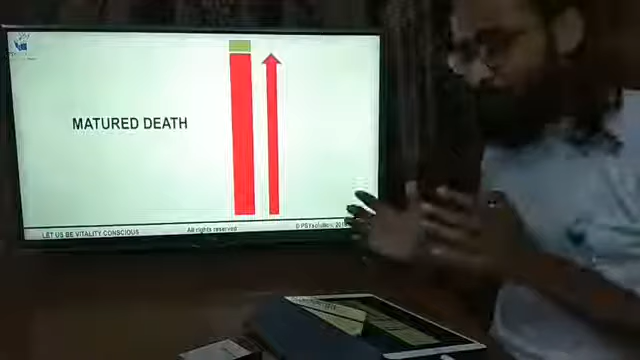 MATURED DEATH
LET US BE VITALITY CONSCIOUS
All rights reserved